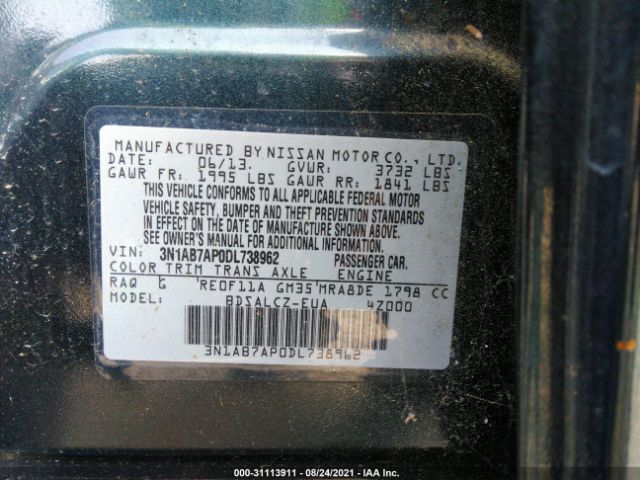 MANUFACTURED BY NISSAN MOTOR CO., LTD.
DATE: 06/13. GVWR: 3732 LBS
GAWR FR: 1995 LBS GAWR RR: 1841 LBS
THIS VEHICLE CONFORMS TO ALL APPLICABLE FEDERAL MOTOR
VEHICLE SAFETY, BUMPER AND THEFT PREVENTION STANDARDS
IN EFFECT ON THE DATE OF MANUFACTURE SHOWN ABOVE.
SEE OWNER'S MANUAL FOR ADDITIONAL INFORMATION.
VIN: 3N1AB7AP0DL738962 PASSENGER CAR.
COLOR TRIM TRANS AXLE ENGINE
RAQ G RE0F11A GM35 MRA8DE 1798 CC
MODEL: BDSALCZ-EUA 4Z000
3N1AB7AP0DL738962
000-31113911 - 08/24/2021 - IAA Inc.